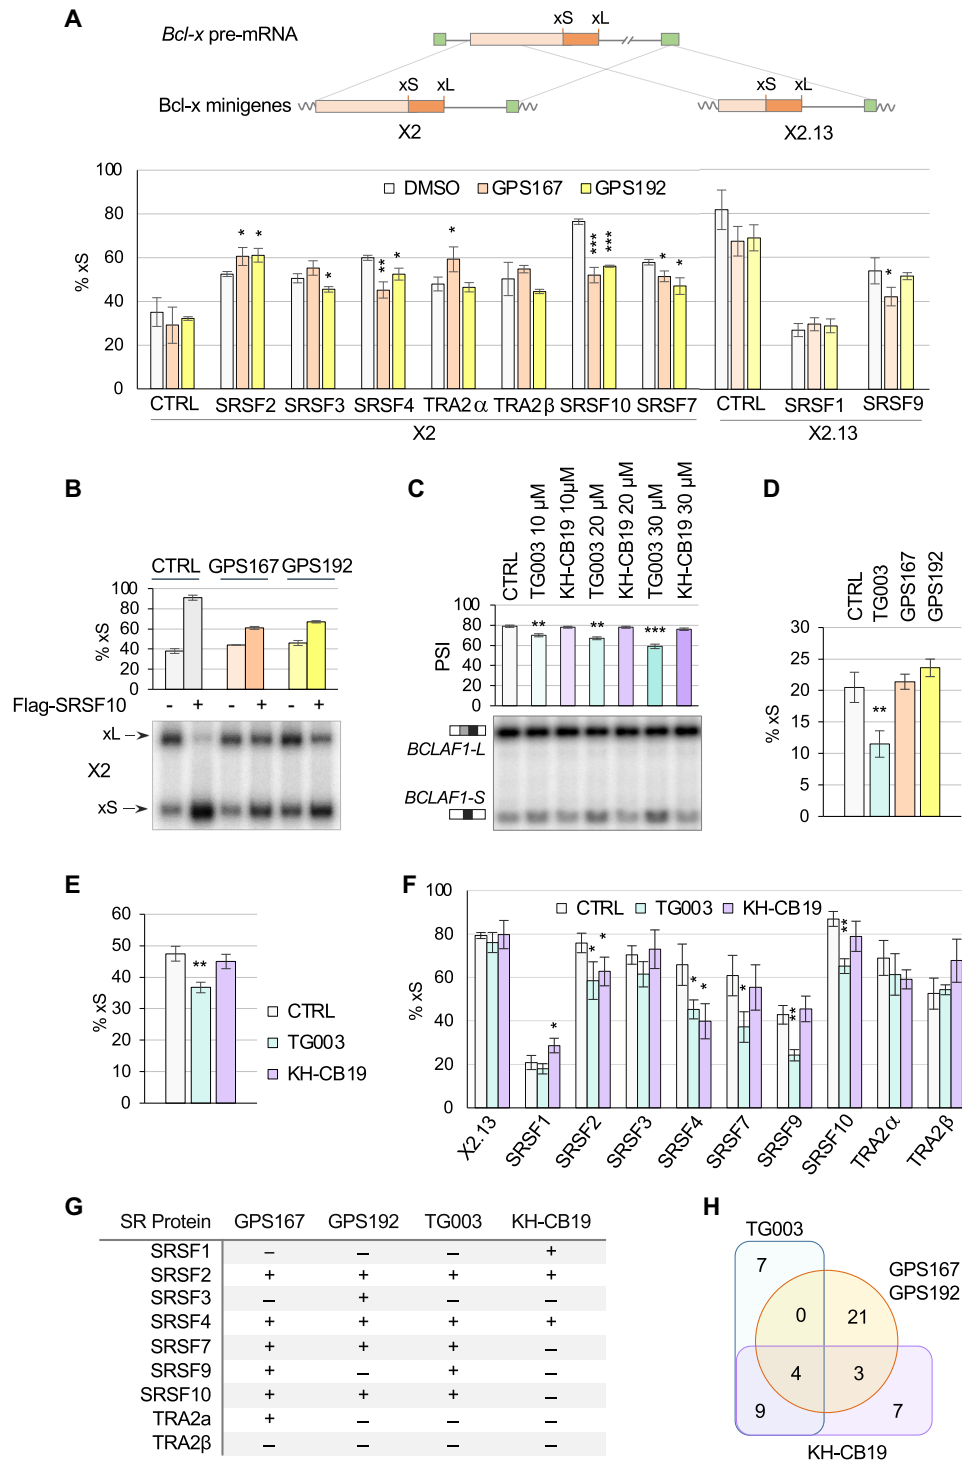 A
xS xL
Bcl-x pre-mRNA
xS xL xS xL
Bcl-x minigenes
X2 X2.13
100
80
60
40
20
0
% xS
DMSO GPS167 GPS192
* * * ** * * *** *** * * *
CTRL SRSF2 SRSF3 SRSF4 TRA2α TRA2β SRSF10 SRSF7 CTRL SRSF1 SRSF9
X2 X2.13
B
CTRL GPS167 GPS192
100
80
60
40
20
0
% xS
Flag-SRSF10 - + - + - +
xL
X2
xS
C
CTRL
TG003 10 µM
KH-CB19 10µM
TG003 20 µM
KH-CB19 20 µM
TG003 30 µM
KH-CB19 30 µM
100
80
60
40
20
0
PSI
** ** ***
BCLAF1-L
BCLAF1-S
D
CTRL
TG003
GPS167
GPS192
30
25
20
15
10
5
0
% xS
**
E
60
50
40
30
20
10
0
% xS
**
CTRL
TG003
KH-CB19
F
100
80
60
40
20
0
% xS
CTRL TG003 KH-CB19
* * * * * * ** **
X2.13 SRSF1 SRSF2 SRSF3 SRSF4 SRSF7 SRSF9 SRSF10 TRA2α TRA2β
G
SR Protein GPS167 GPS192 TG003 KH-CB19
SRSF1 – – – +
SRSF2 + + + +
SRSF3 – + – –
SRSF4 + + + +
SRSF7 + + + –
SRSF9 + – + –
SRSF10 + + + –
TRA2a + – – –
TRA2β – – – –
H
TG003
7
GPS167
GPS192
0 21
4 3
9 7
KH-CB19